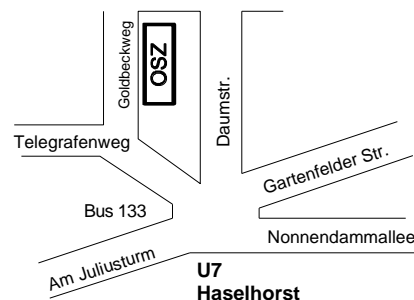 Goldbeckweg
OSZ
Daumstr.
Telegrafenweg
Gartenfelder Str.
Bus 133
Nonnendammallee
Am Juliusturm
U7
Haselhorst